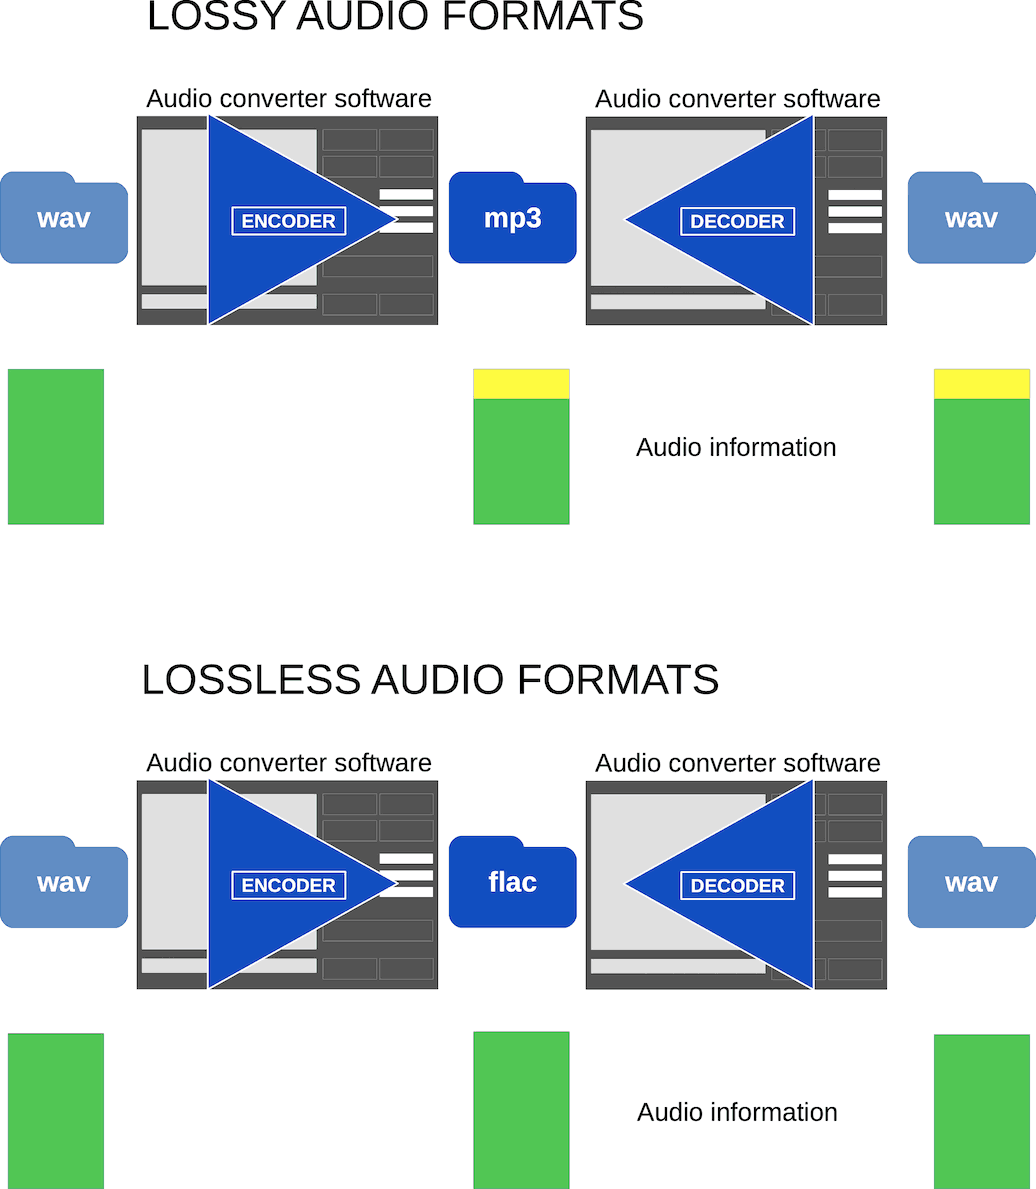 LOSSY AUDIO FORMATS
Audio converter software
Audio converter software
wav
ENCODER
mp3
DECODER
wav
Audio information
LOSSLESS AUDIO FORMATS
Audio converter software
Audio converter software
wav
ENCODER
flac
DECODER
wav
Audio information